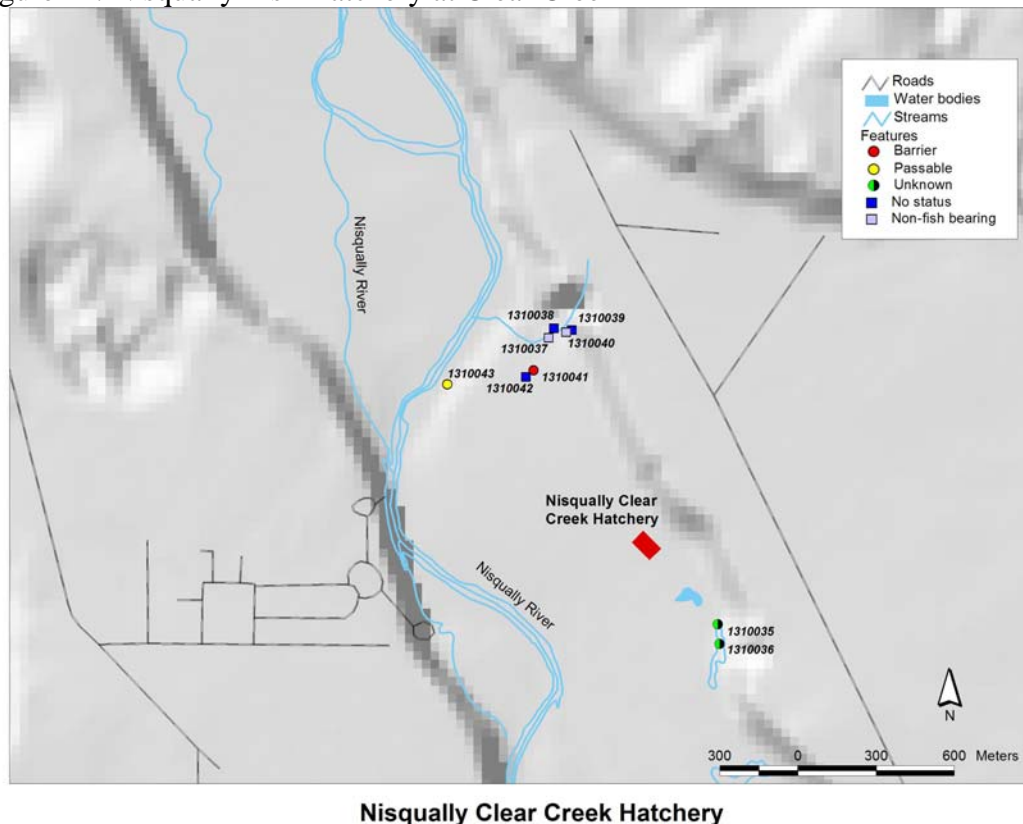 Roads
Water bodies
Streams
Features
Barrier
Passable
Unknown
No status
Non-fish bearing
Nisqually River
1310038
1310039
1310037
1310040
1310043
1310041
1310042
Nisqually Clear
Creek Hatchery
Nisqually River
1310035
1310036
N
300 0 300 600 Meters
Nisqually Clear Creek Hatchery